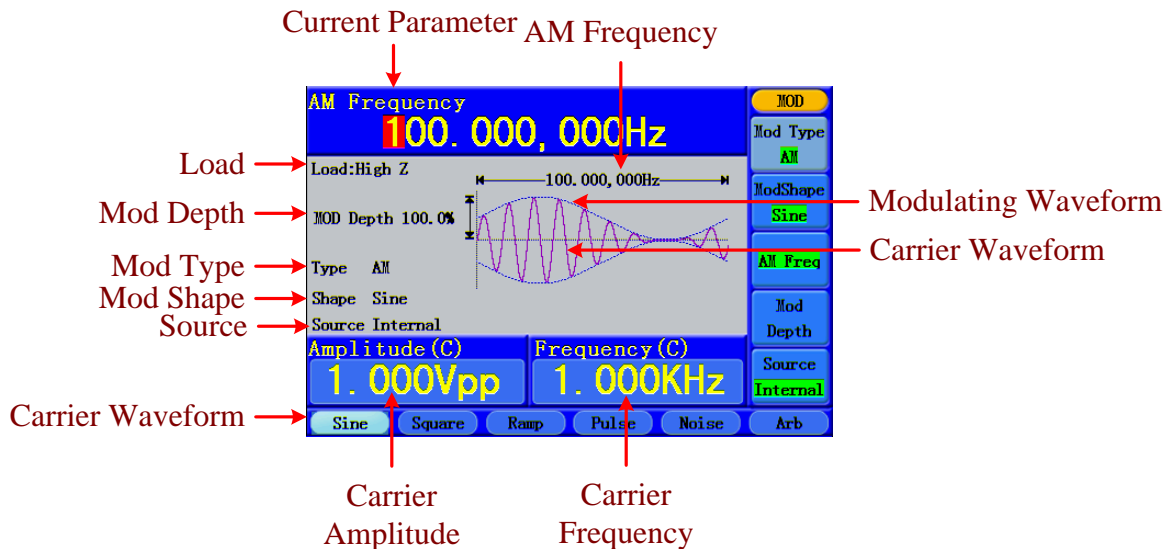 Current Parameter
AM Frequency
AM Frequency
100.000,000Hz
MOD
Mod Type
AM
ModShape
Sine
AM Freq
Mod
Depth
Source
Internal
Load
Load:High Z
100.000,000Hz
Mod Depth
MOD Depth 100.0%
Modulating Waveform
Carrier Waveform
Mod Type
Type AM
Mod Shape
Shape Sine
Source
Source Internal
Amplitude(C)
Frequency(C)
1.000Vpp
1.000KHz
Carrier Waveform
Sine
Square
Ramp
Pulse
Noise
Arb
Carrier
Amplitude
Carrier
Frequency